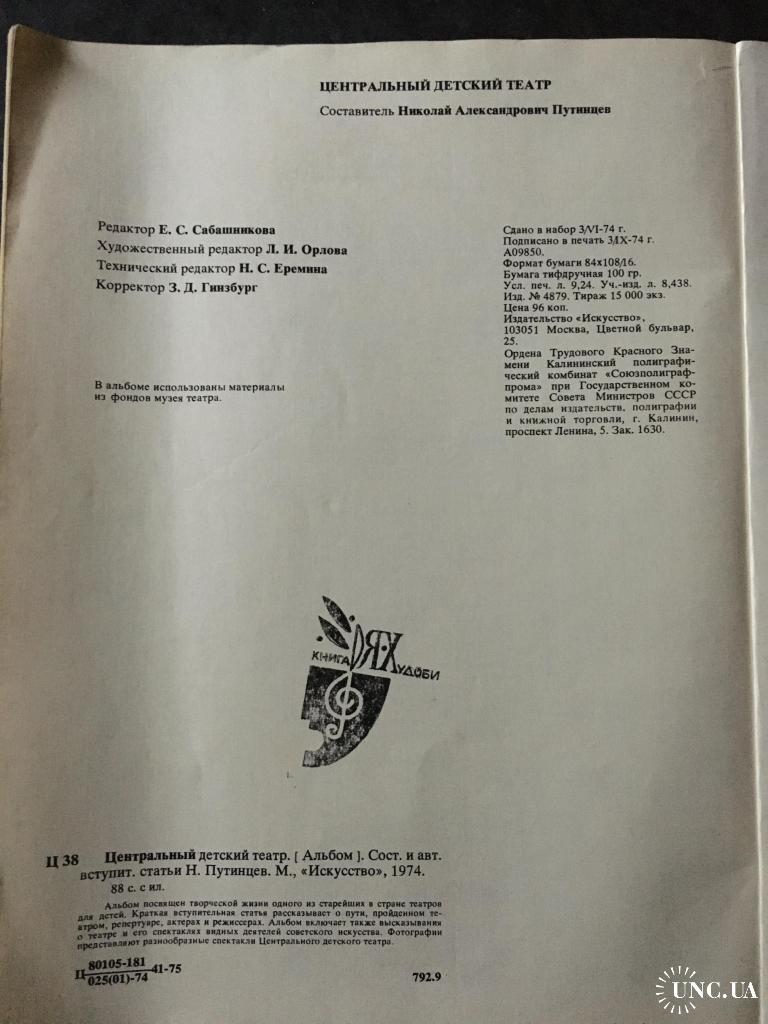 ЦЕНТРАЛЬНЫЙ ДЕТСКИЙ ТЕАТР
Составитель Николай Александрович Путинцев
Редактор Е. С. Сабашникова
Художественный редактор Л. И. Орлова
Технический редактор Н. С. Еремина
Корректор З. Д. Гинзбург
В альбоме использованы материалы
из фондов музея театра.
Сдано в набор 3/VI-74 г.
Подписано в печать 3/IX-74 г.
А09850.
Формат бумаги 84х108/16.
Бумага тифдручная 100 гр.
Усл. печ. л. 9,24. Уч.-изд. л. 8,438.
Изд. № 4879. Тираж 15 000 экз.
Цена 96 коп.
Издательство «Искусство»,
103051 Москва, Цветной бульвар,
25.
Ордена Трудового Красного Зна-
мени Калининский полиграфи-
ческий комбинат «Союзполиграф-
прома» при Государственном ко-
митете Совета Министров СССР
по делам издательств, полиграфии
и книжной торговли, г. Калинин,
проспект Ленина, 5. Зак. 1630.
КНИГА
Я·ХУДОБИ
Ц 38 Центральный детский театр. [ Альбом ]. Сост. и авт.
вступит. статьи Н. Путинцев. М., «Искусство», 1974.
88 с. с ил.
Альбом посвящен творческой жизни одного из старейших в стране театров
для детей. Краткая вступительная статья рассказывает о пути, пройденном те-
атром, репертуаре, актерах и режиссерах. Альбом включает также высказывания
о театре и его спектаклях видных деятелей советского искусства. Фотографии
представляют разнообразные спектакли Центрального детского театра.
Ц 80105-181
025(01)-74 41-75
792.9
UNC.UA